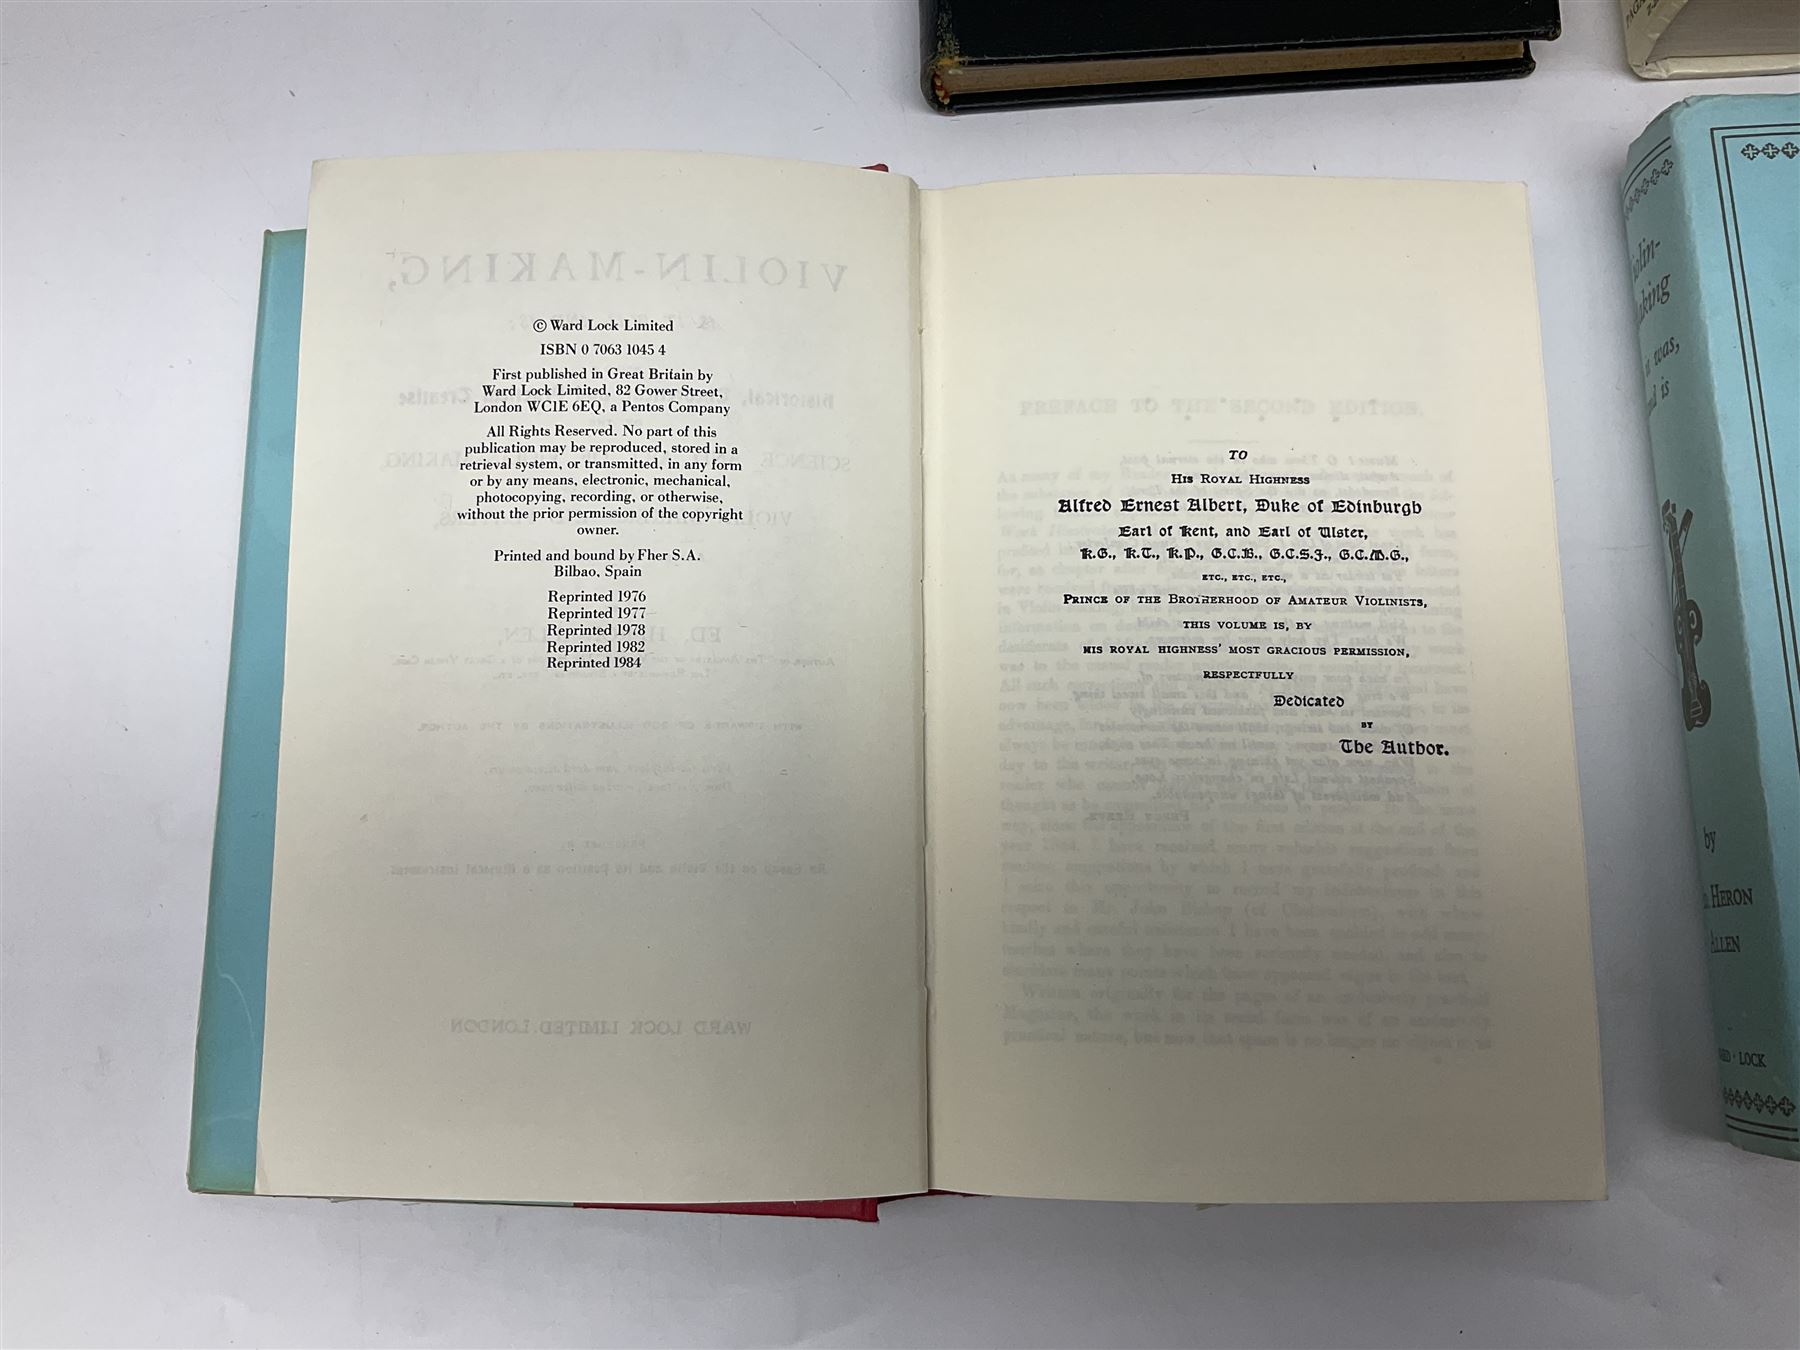 © Ward Lock Limited
ISBN 0 7063 1045 4
First published in Great Britain by
Ward Lock Limited, 82 Gower Street,
London WC1E 6EQ, a Pentos Company
All Rights Reserved. No part of this
publication may be reproduced, stored in a
retrieval system, or transmitted, in any form
or by any means, electronic, mechanical,
photocopying, recording, or otherwise,
without the prior permission of the copyright
owner.
Printed and bound by Fher S.A.
Bilbao, Spain
Reprinted 1976
Reprinted 1977
Reprinted 1978
Reprinted 1982
Reprinted 1984
TO
His Royal Highness
Alfred Ernest Albert, Duke of Edinburgh
Earl of Kent, and Earl of Ulster,
K.G., K.T., K.P., G.C.B., G.C.S.I., G.C.M.G.,
ETC., ETC., ETC.,
Prince of the Brotherhood of Amateur Violinists,
THIS VOLUME IS, BY
HIS ROYAL HIGHNESS' MOST GRACIOUS PERMISSION,
RESPECTFULLY
Dedicated
BY
The Author.
was,
is
by
HERON
ALLEN
LOCK